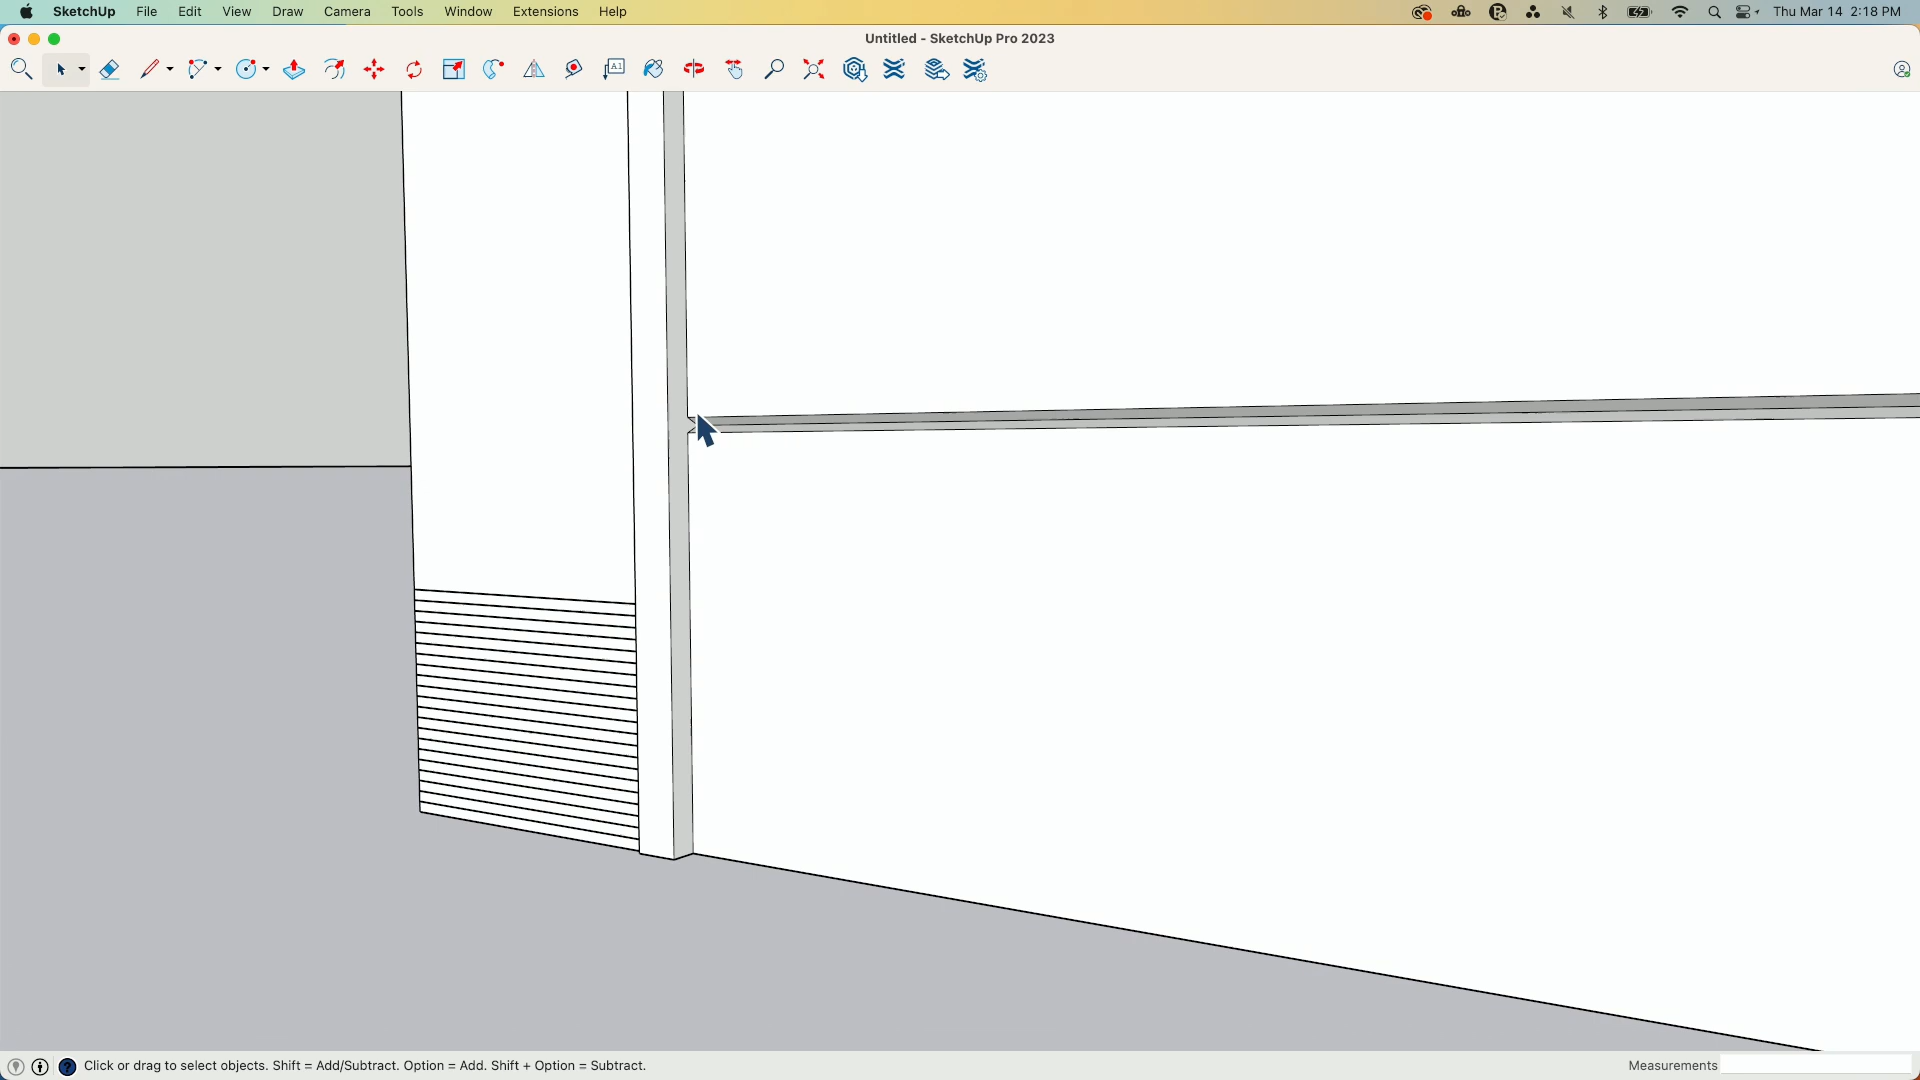 SketchUp File Edit View Draw Camera Tools Window Extensions Help Thu Mar 14 2:18 PM
Untitled - SketchUp Pro 2023
A1
Click or drag to select objects. Shift = Add/Subtract. Option = Add. Shift + Option = Subtract. Measurements